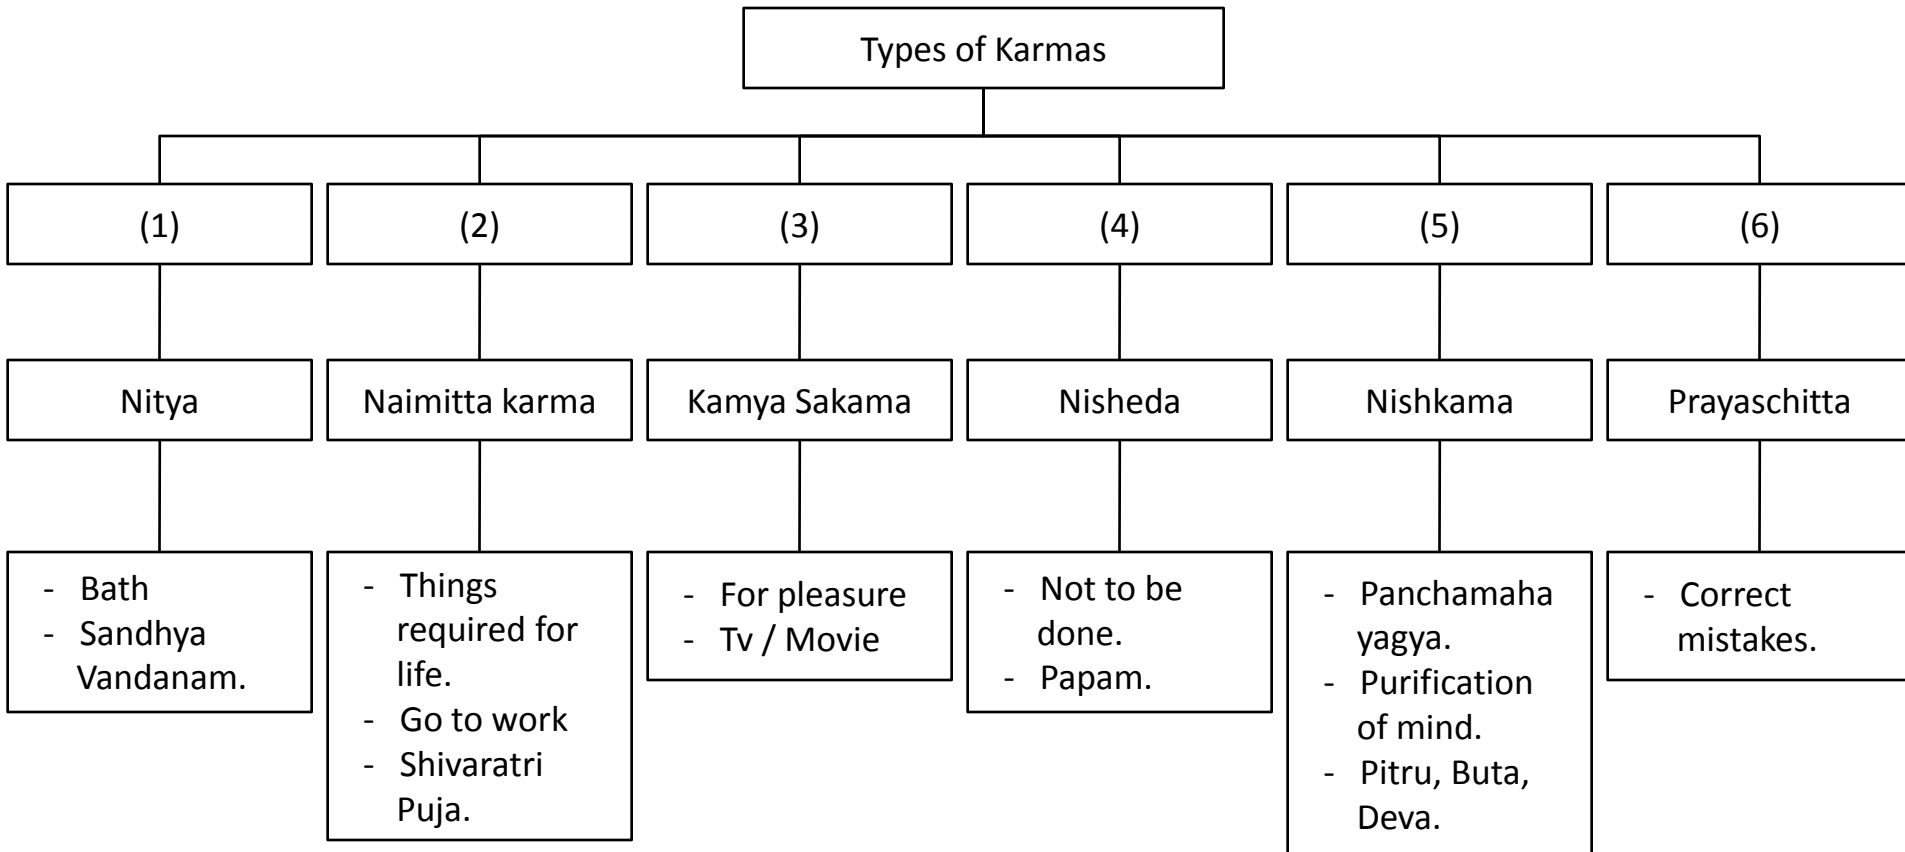 Types of Karmas
(1)
(2)
(3)
(4)
(5)
(6)
Nitya
Naimitta karma
Kamya Sakama
Nisheda
Nishkama
Prayaschitta
- Bath
- Sandhya
Vandanam.
- Things
required for
life.
- Go to work
- Shivaratri
Puja.
- For pleasure
- Tv / Movie
- Not to be
done.
- Papam.
- Panchamaha
yagya.
- Purification
of mind.
- Pitru, Buta,
Deva.
- Correct
mistakes.